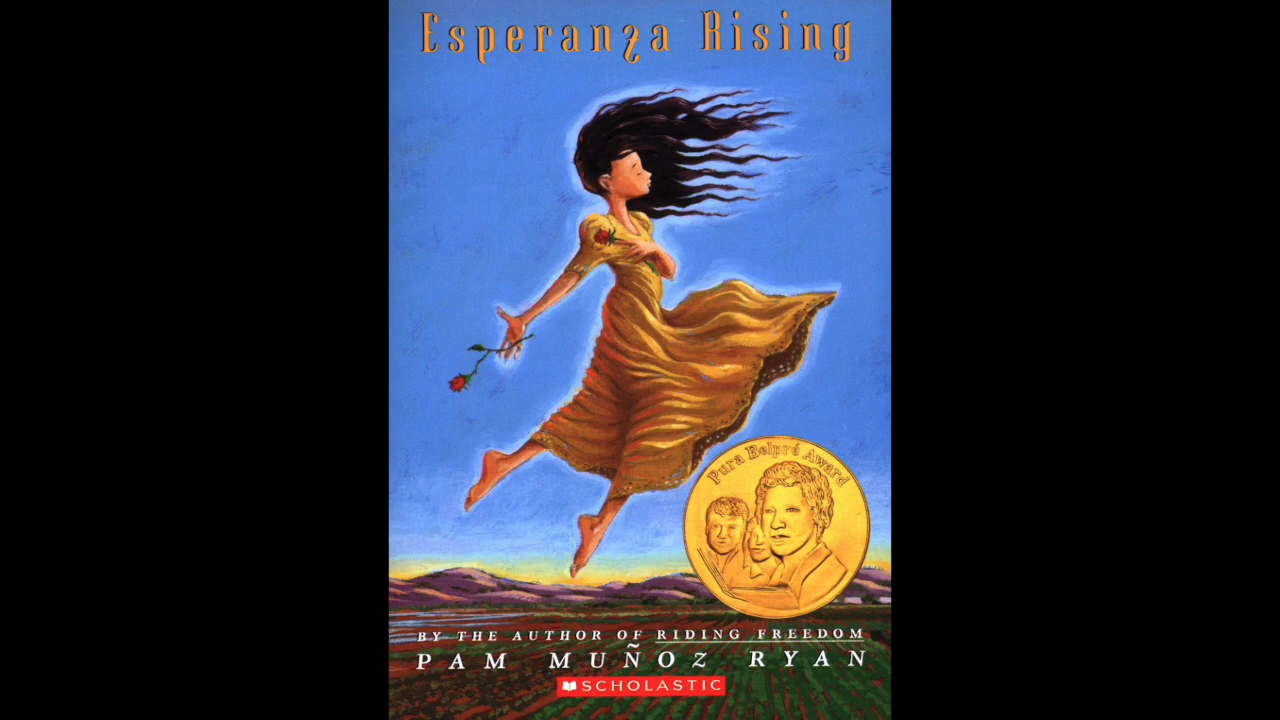 Esperanza Rising
Pura Belpré Award
BY THE AUTHOR OF RIDING FREEDOM
PAM MUÑOZ RYAN
SCHOLASTIC